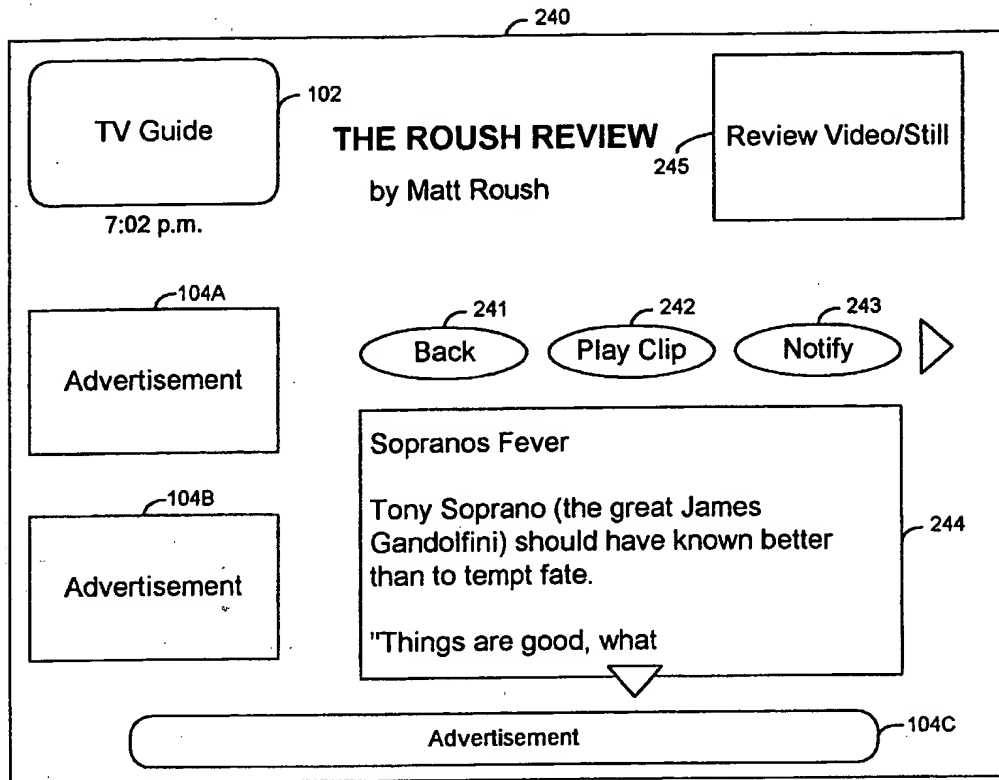 240
TV Guide
102
THE ROUSH REVIEW
245
Review Video/Still
by Matt Roush
7:02 p.m.
104A
Advertisement
241
242
243
Back
Play Clip
Notify
104B
Advertisement
Sopranos Fever
Tony Soprano (the great James
Gandolfini) should have known better
than to tempt fate.
"Things are good, what
244
Advertisement
104C